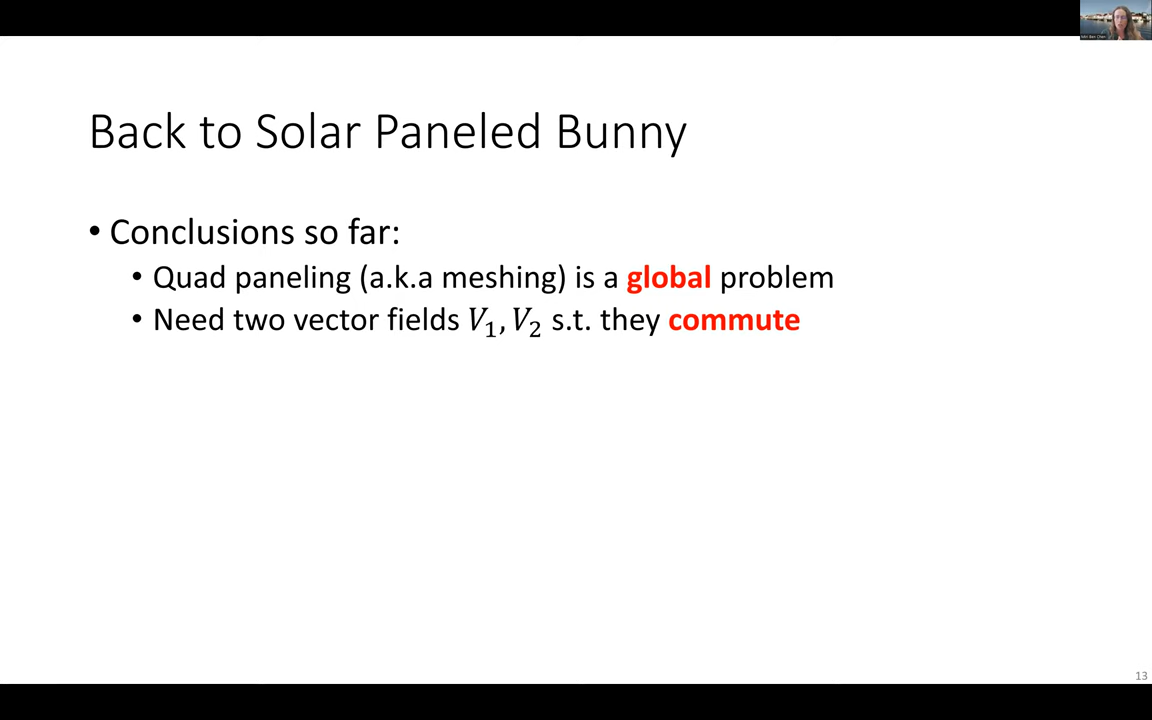 Back to Solar Paneled Bunny
• Conclusions so far:
• Quad paneling (a.k.a meshing) is a global problem
• Need two vector fields V₁, V₂ s.t. they commute
13